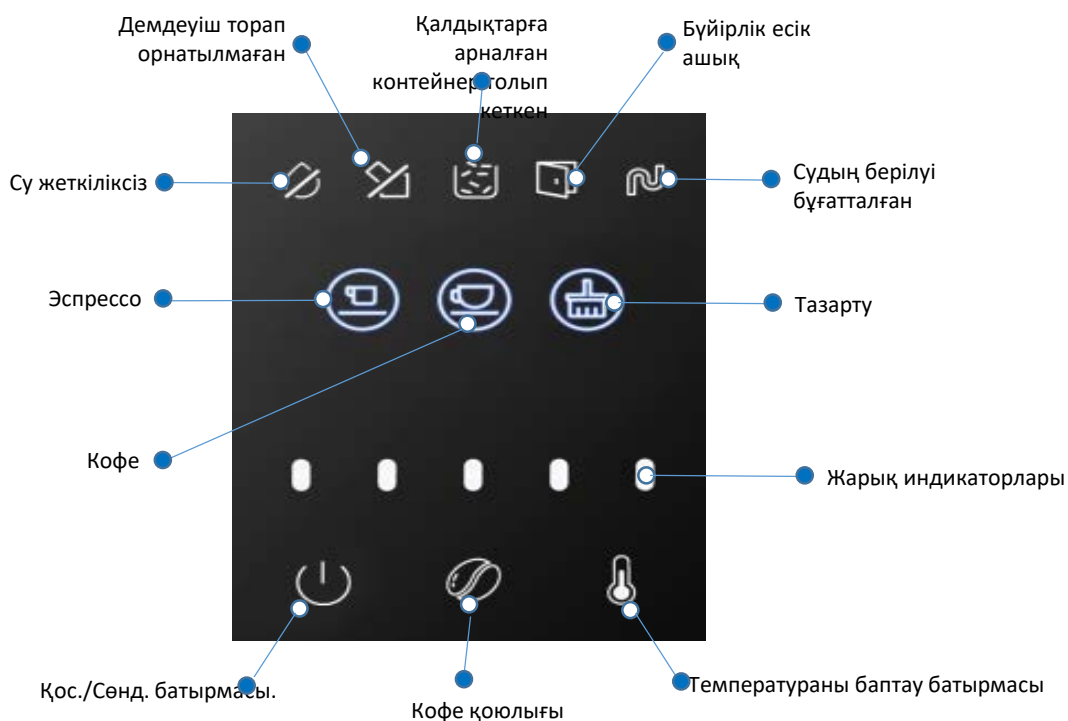 Демдеуіш торап
орнатылмаған
Қалдықтарға
арналған
контейнер толып
кеткен
Бүйірлік есік
ашық
Су жеткіліксіз
Судың берілуі
бұғатталған
Эспрессо
Тазарту
Кофе
Жарық индикаторлары
Қос./Сөнд. батырмасы.
Кофе қоюлығы
Температураны баптау батырмасы